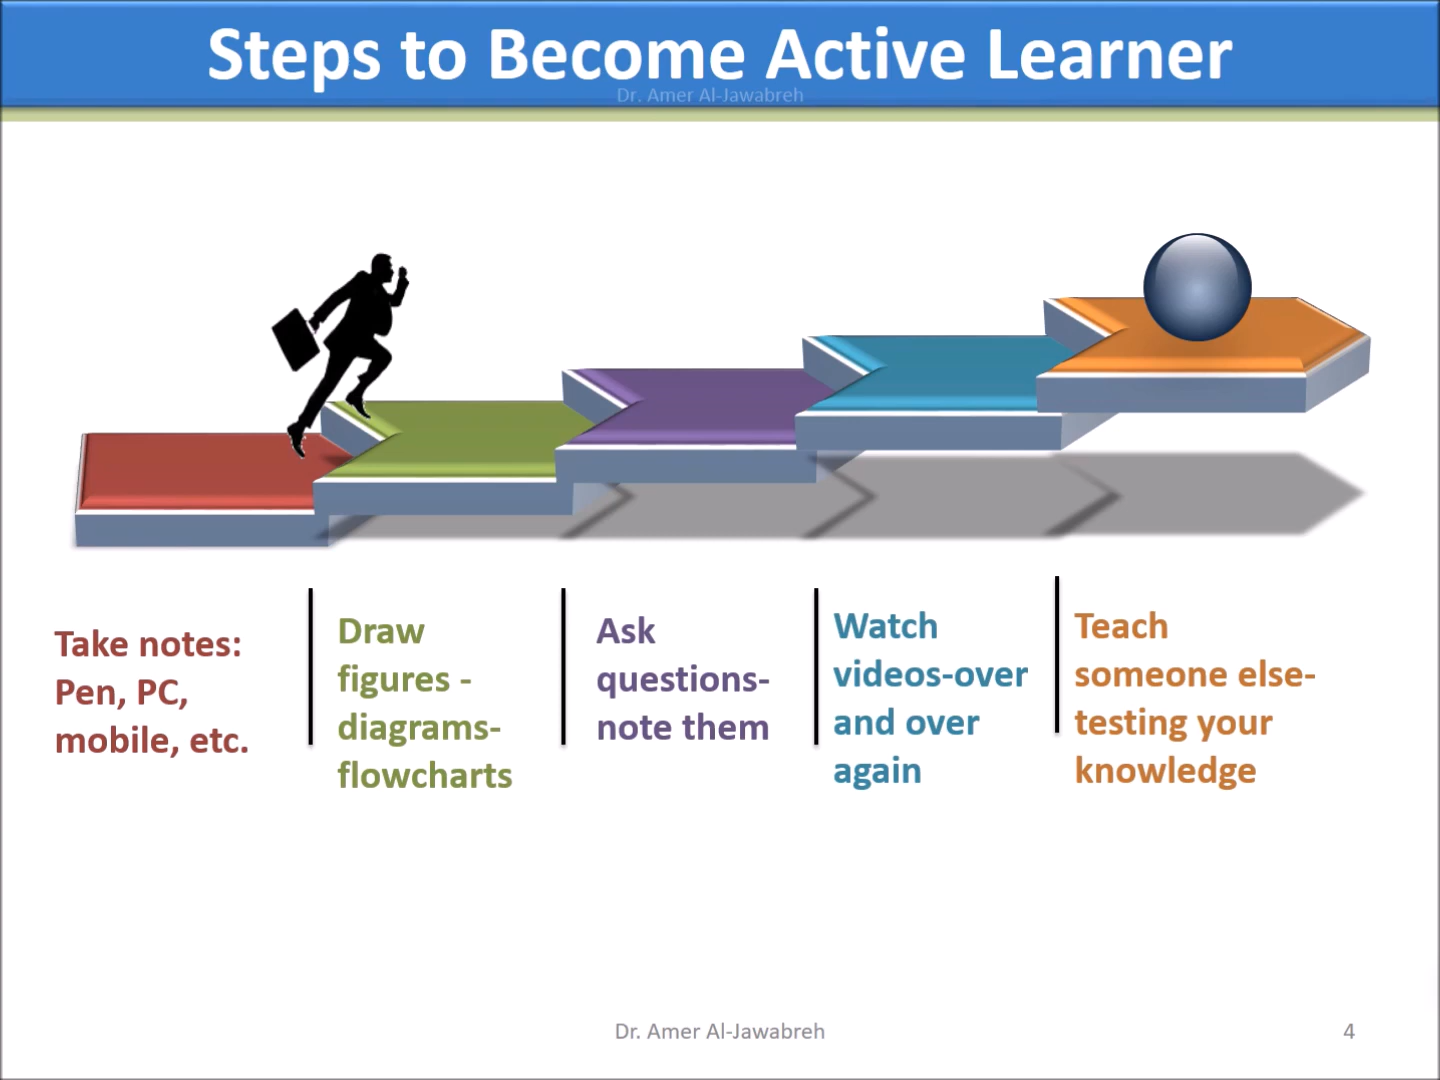 Steps to Become Active Learner
Dr. Amer Al-Jawabreh
Take notes:
Pen, PC,
mobile, etc.
Draw
figures -
diagrams-
flowcharts
Ask
questions-
note them
Watch
videos-over
and over
again
Teach
someone else-
testing your
knowledge
Dr. Amer Al-Jawabreh
4